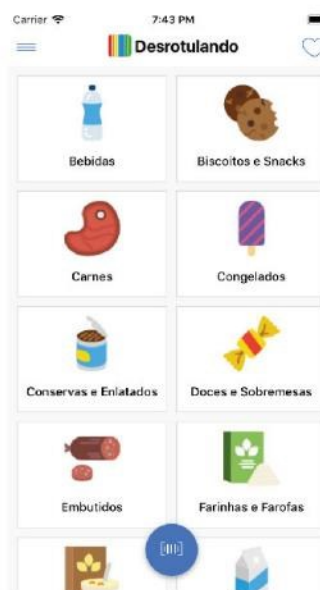 Carrier 7:43 PM
Desrotulando
Bebidas
Biscoitos e Snacks
Carnes
Congelados
Conservas e Enlatados
Doces e Sobremesas
Embutidos
Farinhas e Farofas